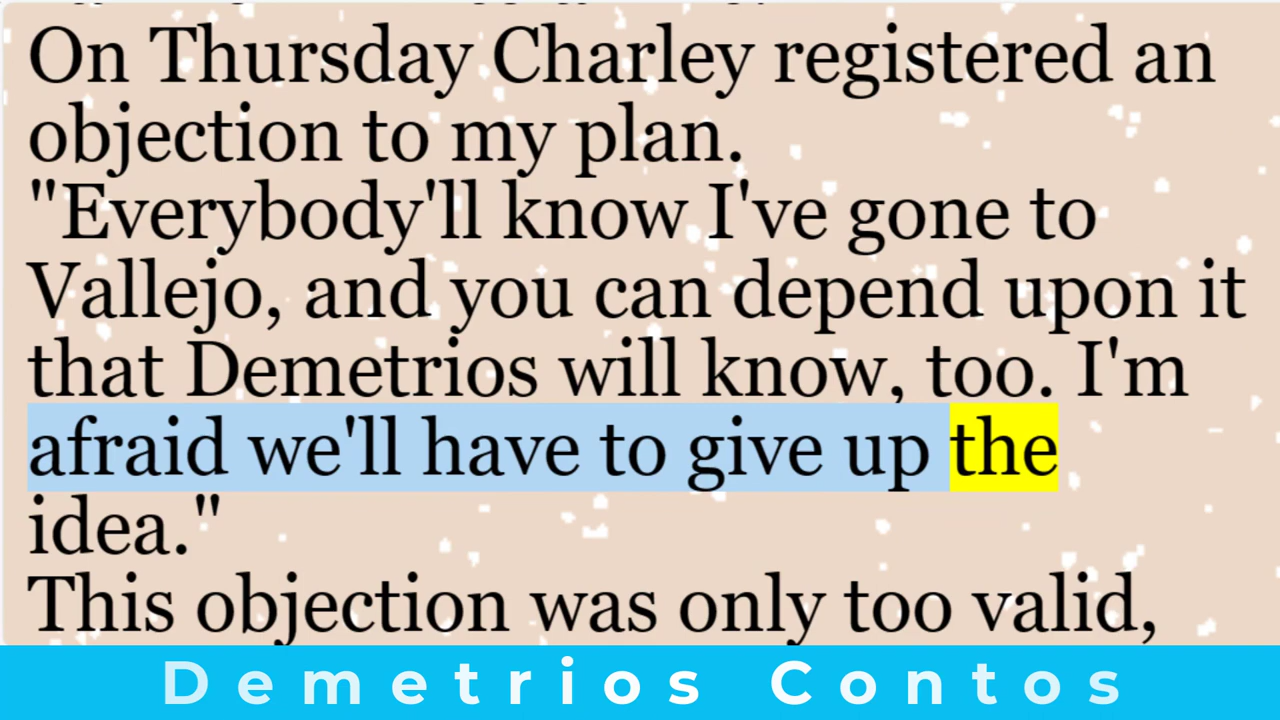 On Thursday Charley registered an
objection to my plan.
"Everybody'll know I've gone to
Vallejo, and you can depend upon it
that Demetrios will know, too. I'm
afraid we'll have to give up the
idea."
This objection was only too valid,
Demetrios Contos